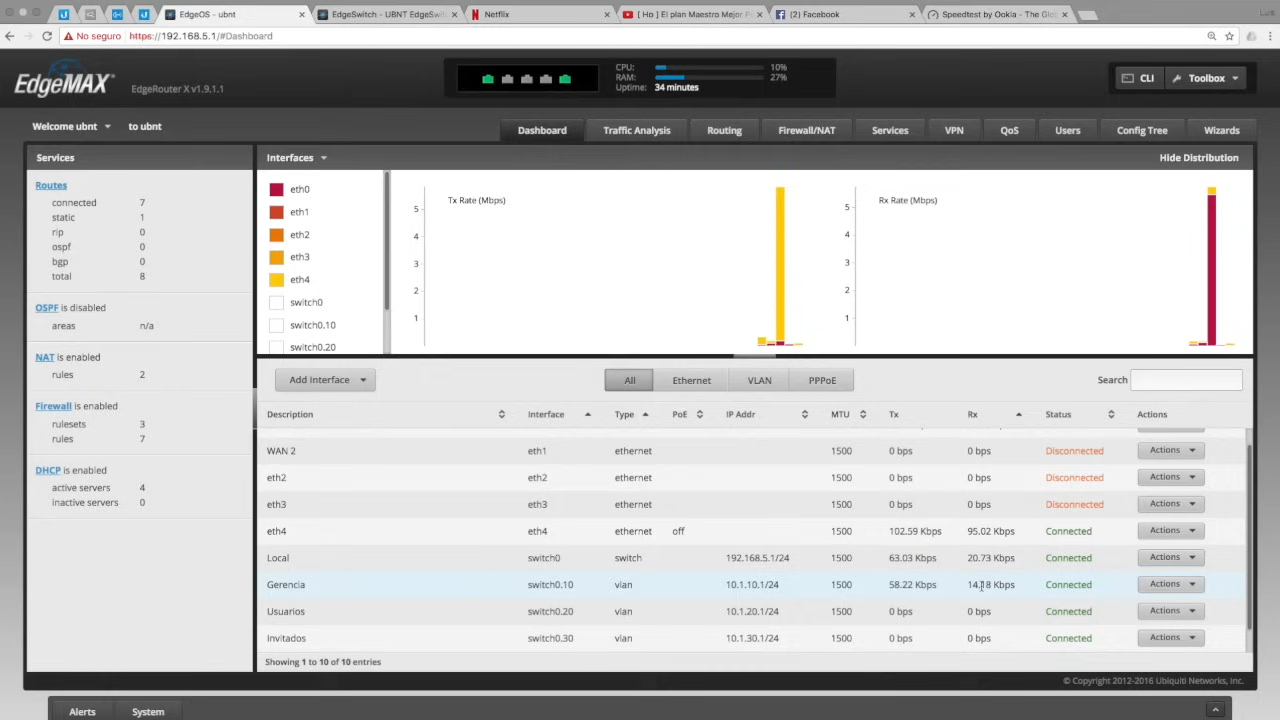 EdgeOS - ubnt
EdgeSwitch - UBNT EdgeSwi
Netflix
[ Ho ] El plan Maestro Mejor P
(2) Facebook
Speedtest by Ookla - The Glo
No seguro
https://192.168.5.1/#Dashboard
EdgeMAX
EdgeRouter X v1.9.1.1
CPU: 10%
RAM: 27%
Uptime: 34 minutes
CLI
Toolbox
Welcome ubnt to ubnt
Dashboard
Traffic Analysis
Routing
Firewall/NAT
Services
VPN
QoS
Users
Config Tree
Wizards
Services
Routes
connected 7
static 1
rip 0
ospf 0
bgp 0
total 8
OSPF is disabled
areas n/a
NAT is enabled
rules 2
Firewall is enabled
rulesets 3
rules 7
DHCP is enabled
active servers 4
inactive servers 0
Interfaces
Hide Distribution
eth0
eth1
eth2
eth3
eth4
switch0
switch0.10
switch0.20
Tx Rate (Mbps)
5
4
3
2
1
Rx Rate (Mbps)
5
4
3
2
1
Add Interface
All
Ethernet
VLAN
PPPoE
Search
Description Interface Type PoE IP Addr MTU Tx Rx Status Actions
WAN 2 eth1 ethernet 1500 0 bps 0 bps Disconnected Actions
eth2 eth2 ethernet 1500 0 bps 0 bps Disconnected Actions
eth3 eth3 ethernet 1500 0 bps 0 bps Disconnected Actions
eth4 eth4 ethernet off 1500 102.59 Kbps 95.02 Kbps Connected Actions
Local switch0 switch 192.168.5.1/24 1500 63.03 Kbps 20.73 Kbps Connected Actions
Gerencia switch0.10 vlan 10.1.10.1/24 1500 58.22 Kbps 14.18 Kbps Connected Actions
Usuarios switch0.20 vlan 10.1.20.1/24 1500 0 bps 0 bps Connected Actions
Invitados switch0.30 vlan 10.1.30.1/24 1500 0 bps 0 bps Connected Actions
Showing 1 to 10 of 10 entries
© Copyright 2012-2016 Ubiquiti Networks, Inc.
Alerts
System